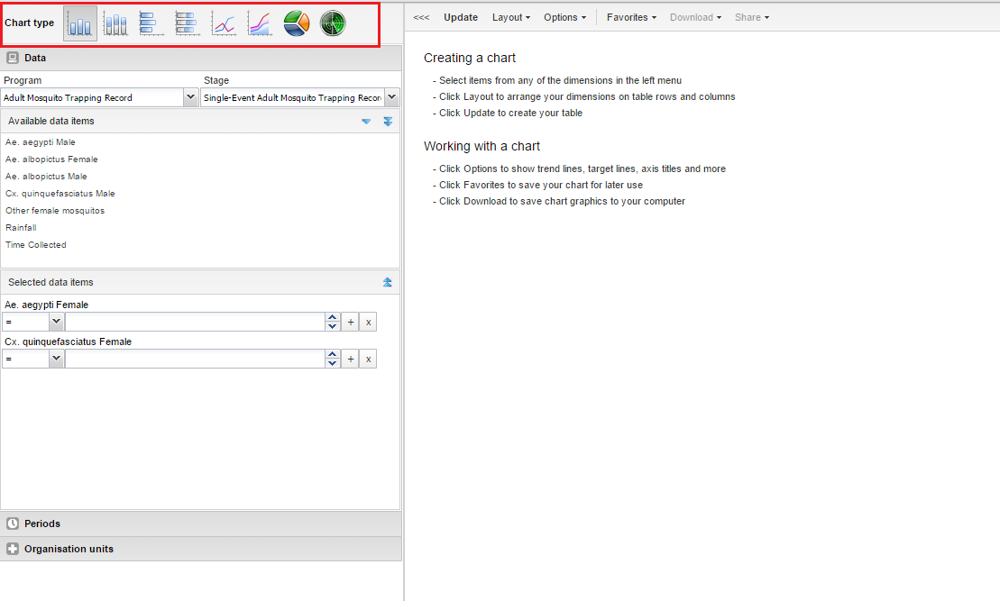 Chart type
<<< Update Layout Options Favorites Download Share
Data
Program Stage
Adult Mosquito Trapping Record Single-Event Adult Mosquito Trapping Recor
Available data items
Ae. aegypti Male
Ae. albopictus Female
Ae. albopictus Male
Cx. quinquefasciatus Male
Other female mosquitos
Rainfall
Time Collected
Selected data items
Ae. aegypti Female
= + x
Cx. quinquefasciatus Female
= + x
Periods
Organisation units
Creating a chart
- Select items from any of the dimensions in the left menu
- Click Layout to arrange your dimensions on table rows and columns
- Click Update to create your table
Working with a chart
- Click Options to show trend lines, target lines, axis titles and more
- Click Favorites to save your chart for later use
- Click Download to save chart graphics to your computer